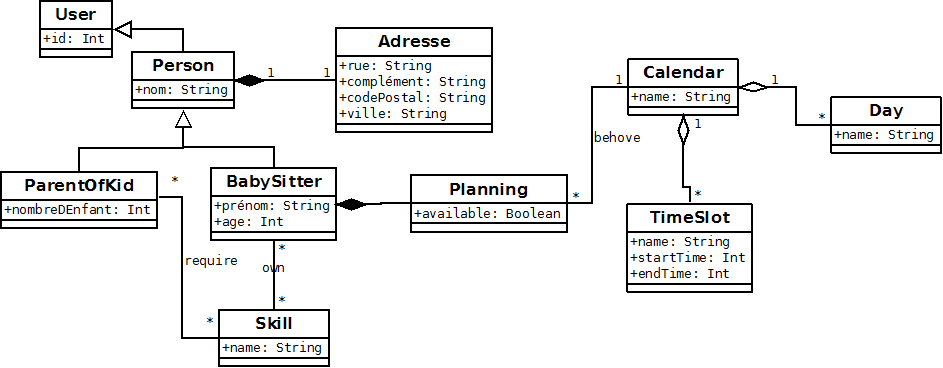 User
+id: Int
Person
+nom: String
1
1
Adresse
+rue: String
+complément: String
+codePostal: String
+ville: String
Calendar
+name: String
1
1
1
*
Day
+name: String
behove
ParentOfKid
+nombreDEnfant: Int
*
BabySitter
+prénom: String
+age: Int
Planning
+available: Boolean
*
*
TimeSlot
+name: String
+startTime: Int
+endTime: Int
require
*
own
*
*
Skill
+name: String